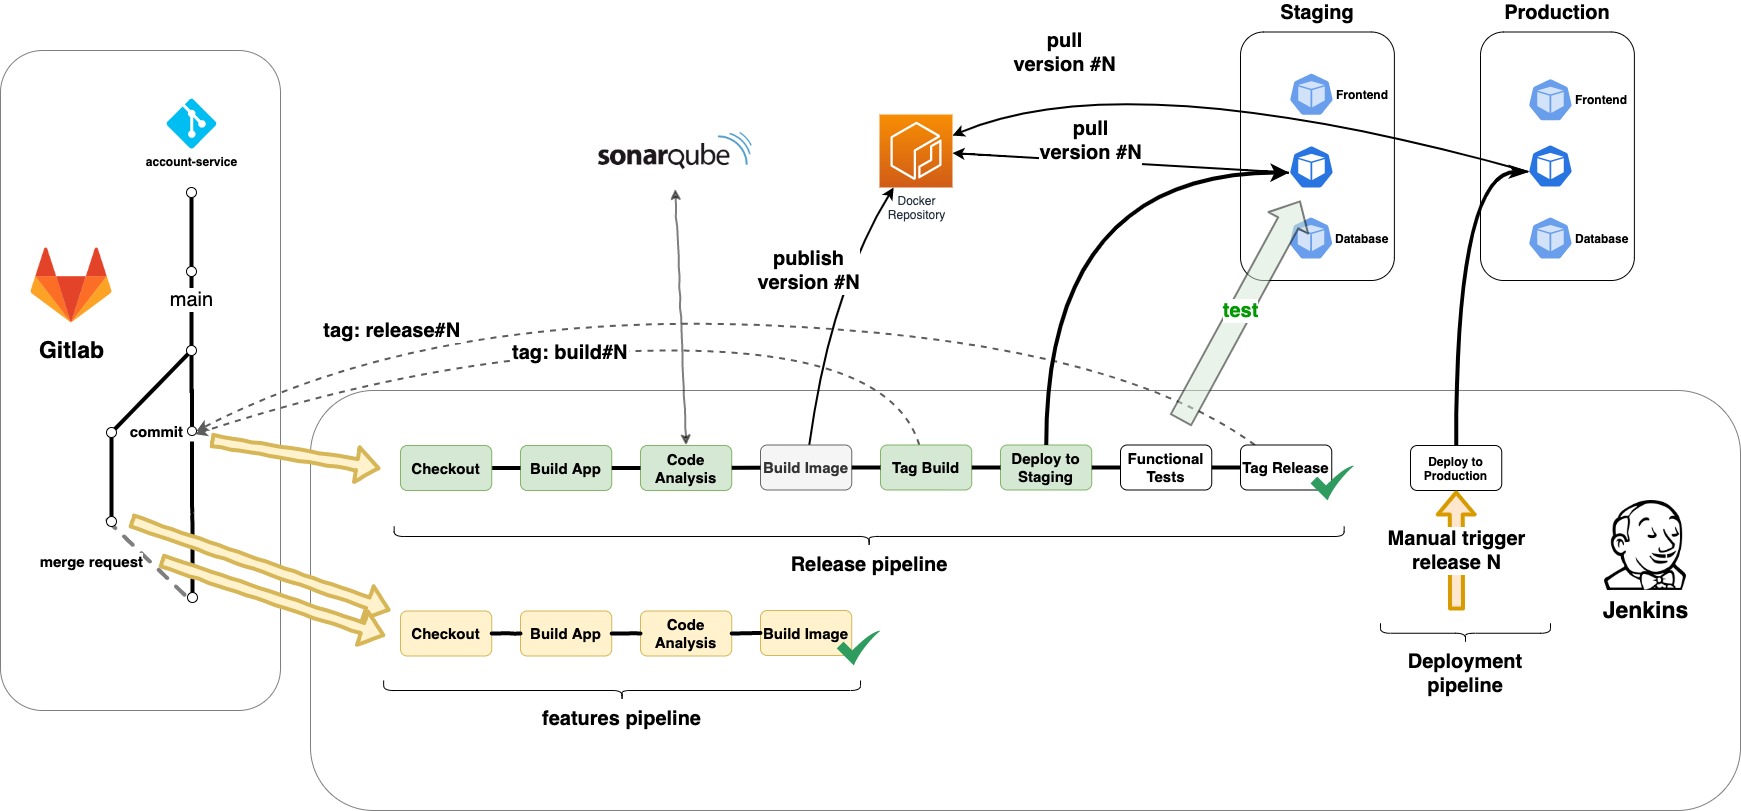 Staging
Production
pull
version #N
Frontend
Frontend
pull
version #N
account-service
sonarqube
Docker
Repository
Database
Database
publish
version #N
main
test
Gitlab
tag: release#N
tag: build#N
commit
Checkout
Build App
Code
Analysis
Build Image
Tag Build
Deploy to
Staging
Functional
Tests
Tag Release
Deploy to
Production
Manual trigger
release N
Release pipeline
merge request
Jenkins
Checkout
Build App
Code
Analysis
Build Image
Deployment
pipeline
features pipeline